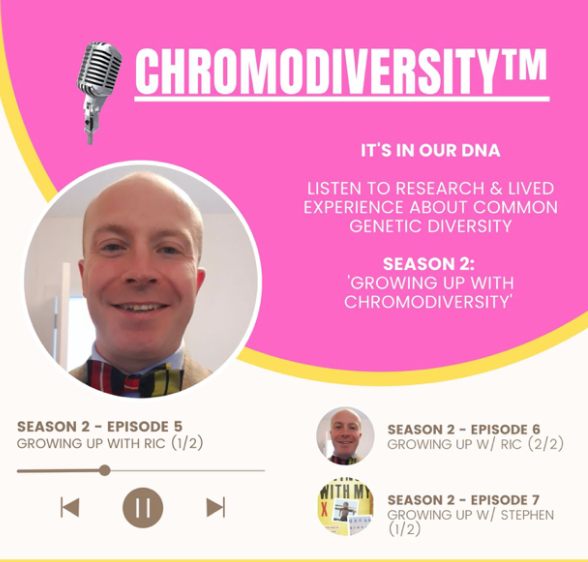 CHROMODIVERSITY™
IT'S IN OUR DNA
LISTEN TO RESEARCH & LIVED
EXPERIENCE ABOUT COMMON
GENETIC DIVERSITY
SEASON 2:
'GROWING UP WITH
CHROMODIVERSITY'
SEASON 2 - EPISODE 5
GROWING UP WITH RIC (1/2)
SEASON 2 - EPISODE 6
GROWING UP W/ RIC (2/2)
WITH MY
X
SEASON 2 - EPISODE 7
GROWING UP W/ STEPHEN
(1/2)